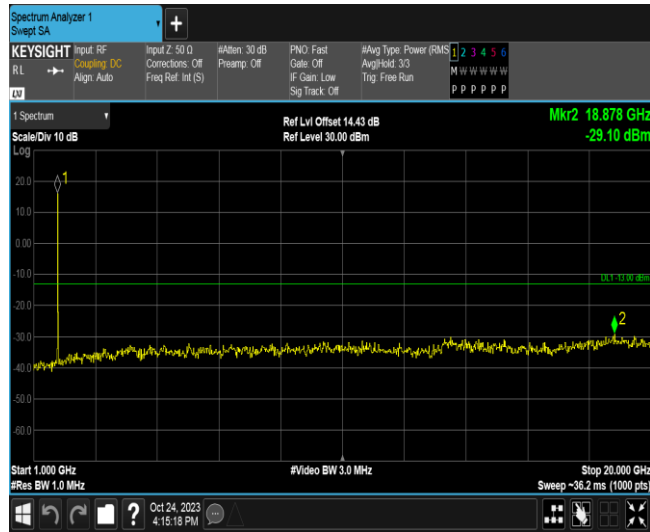 Spectrum Analyzer 1
Swept SA
+
KEYSIGHT
RL
LXI
Input: RF
Coupling: DC
Align: Auto
Input Z: 50 Ω
Corrections: Off
Freq Ref: Int (S)
#Atten: 30 dB
Preamp: Off
PNO: Fast
Gate: Off
IF Gain: Low
Sig Track: Off
#Avg Type: Power (RMS
Avg|Hold: 3/3
Trig: Free Run
1 2 3 4 5 6
M W W W W W
P P P P P P
1 Spectrum
Scale/Div 10 dB
Log
Ref Lvl Offset 14.43 dB
Ref Level 30.00 dBm
Mkr2 18.878 GHz
-29.10 dBm
1
20.0
10.0
0.00
-10.0
DL1 -13.00 dBm
-20.0
2
-30.0
-40.0
-50.0
-60.0
Start 1.000 GHz
#Res BW 1.0 MHz
#Video BW 3.0 MHz
Stop 20.000 GHz
Sweep ~36.2 ms (1000 pts)
?
Oct 24, 2023
4:15:18 PM